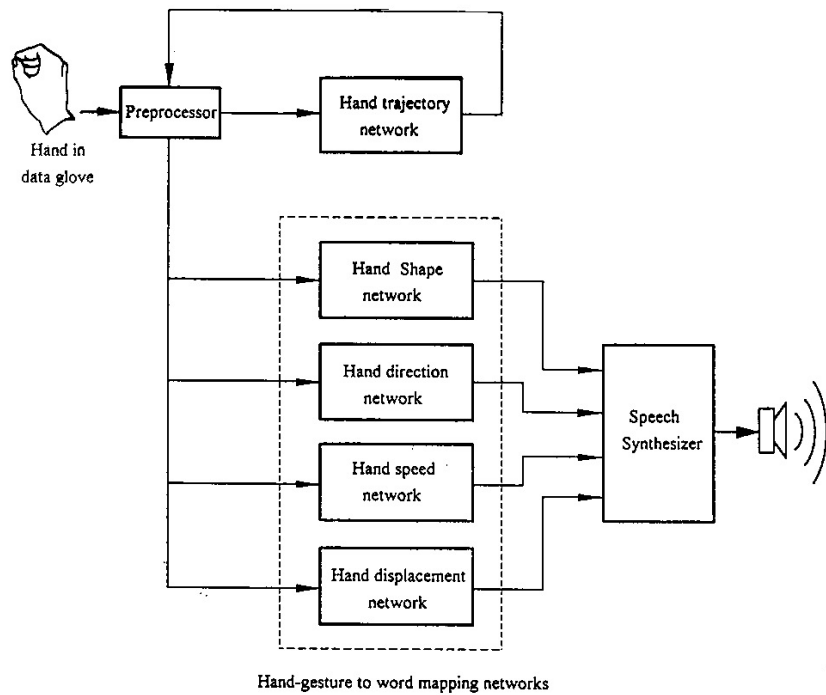 Hand in
data glove
Preprocessor
Hand trajectory
network
Hand Shape
network
Hand direction
network
Hand speed
network
Hand displacement
network
Speech
Synthesizer
Hand-gesture to word mapping networks